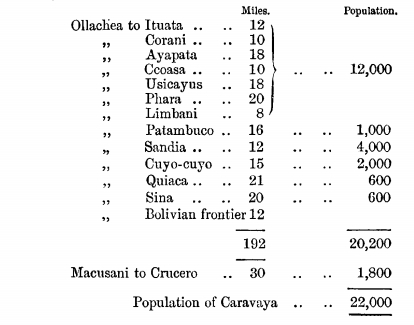 Miles. Population.
Ollachea to Ituata .. .. 12
„ Corani .. .. 10
„ Ayapata .. 18
„ Ccoasa .. .. 10 .. .. 12,000
„ Usicayus .. 18
„ Phara .. .. 20
„ Limbani .. 8
„ Patambuco .. 16 .. .. 1,000
„ Sandia .. .. 12 .. .. 4,000
„ Cuyo-cuyo .. 15 .. .. 2,000
„ Quiaca .. .. 21 .. .. 600
„ Sina .. .. 20 .. .. 600
„ Bolivian frontier 12
192 20,200
Macusani to Crucero .. 30 .. .. 1,800
Population of Caravaya .. .. 22,000